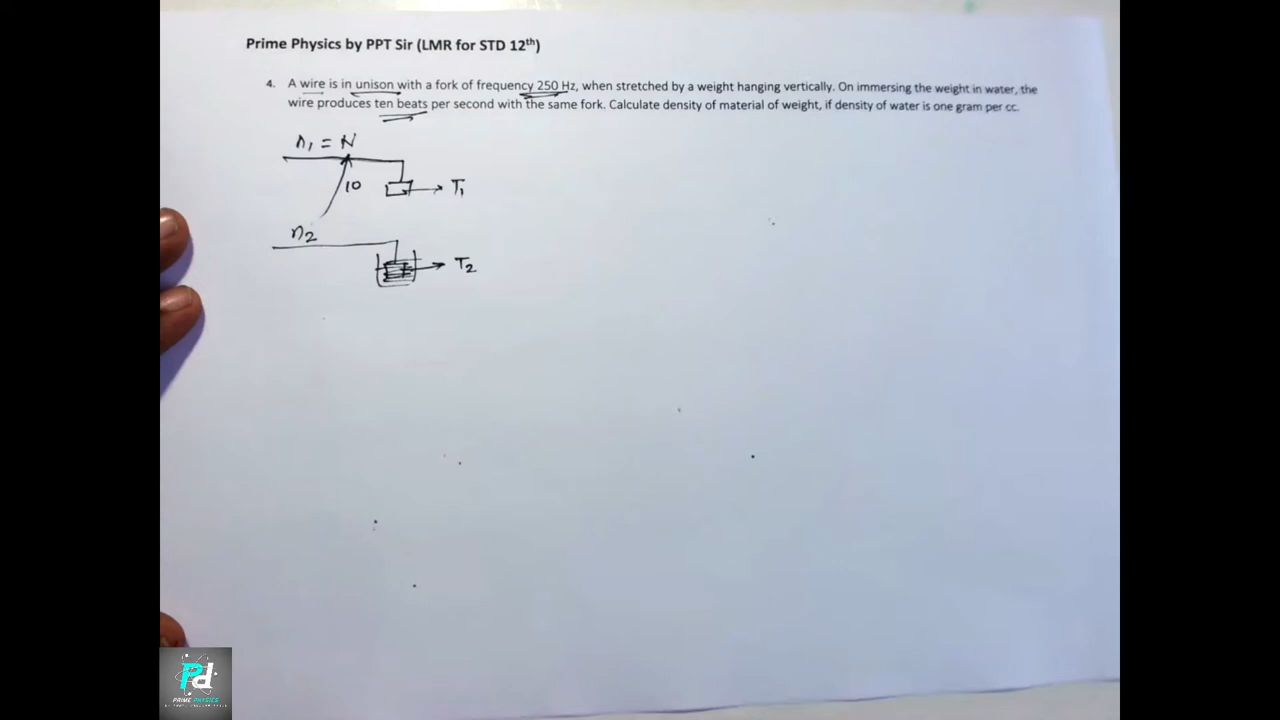 Prime Physics by PPT Sir (LMR for STD 12th)
4. A wire is in unison with a fork of frequency 250 Hz, when stretched by a weight hanging vertically. On immersing the weight in water, the
wire produces ten beats per second with the same fork. Calculate density of material of weight, if density of water is one gram per cc.
n₁ = N
10
T₁
n₂
T₂
Pd
PRIME PHYSICS